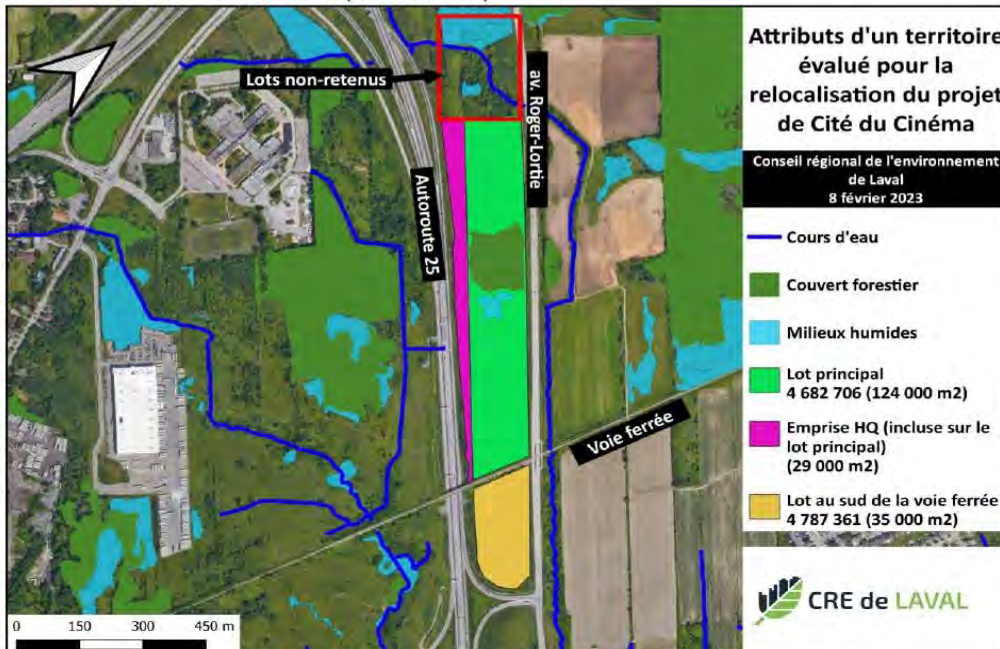 Attributs d'un territoire
évalué pour la
relocalisation du projet
de Cité du Cinéma
Conseil régional de l'environnement
de Laval
8 février 2023
Cours d'eau
Couvert forestier
Milieux humides
Lot principal
4 682 706 (124 000 m2)
Emprise HQ (incluse sur le
lot principal)
(29 000 m2)
Lot au sud de la voie ferrée
4 787 361 (35 000 m2)
CRE de LAVAL
Lots non-retenus
av. Roger-Lortie
Autoroute 25
Voie ferrée
0 150 300 450 m